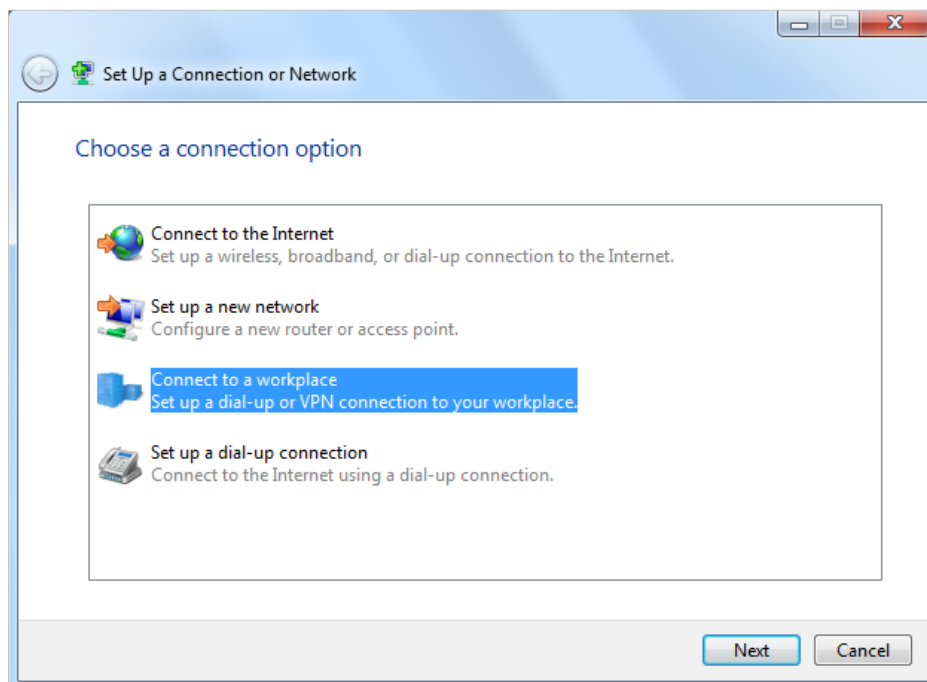 Set Up a Connection or Network
Choose a connection option
Connect to the Internet
Set up a wireless, broadband, or dial-up connection to the Internet.
Set up a new network
Configure a new router or access point.
Connect to a workplace
Set up a dial-up or VPN connection to your workplace.
Set up a dial-up connection
Connect to the Internet using a dial-up connection.
Next Cancel